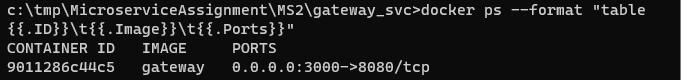 c:\tmp\MicroserviceAssignment\MS2\gateway_svc>docker ps --format "table
{{.ID}}\t{{.Image}}\t{{.Ports}}"
CONTAINER ID   IMAGE     PORTS
9011286c44c5   gateway   0.0.0.0:3000->8080/tcp